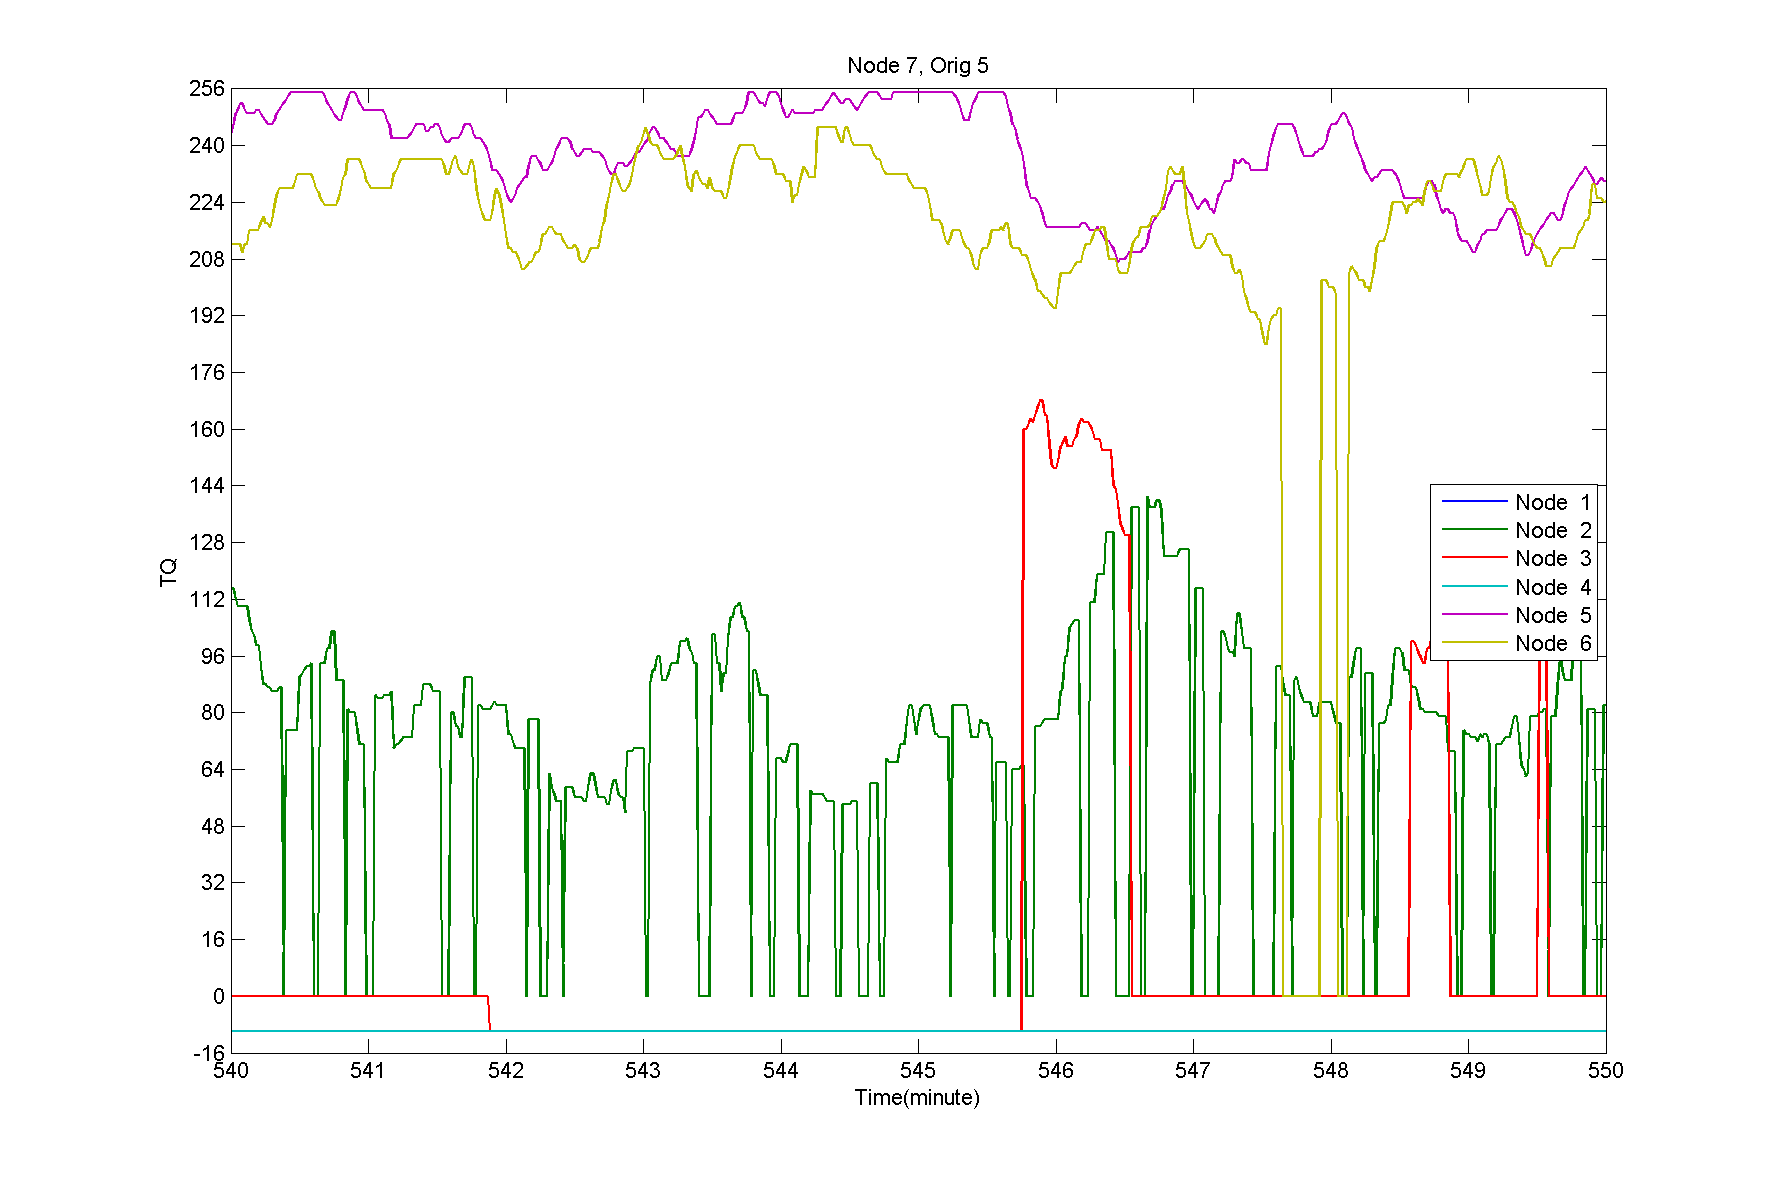 Node 7, Orig 5
256
240
224
208
192
176
160
144
128
112
96
80
64
48
32
16
0
-16
TQ
540 541 542 543 544 545 546 547 548 549 550
Time(minute)
Node 1
Node 2
Node 3
Node 4
Node 5
Node 6